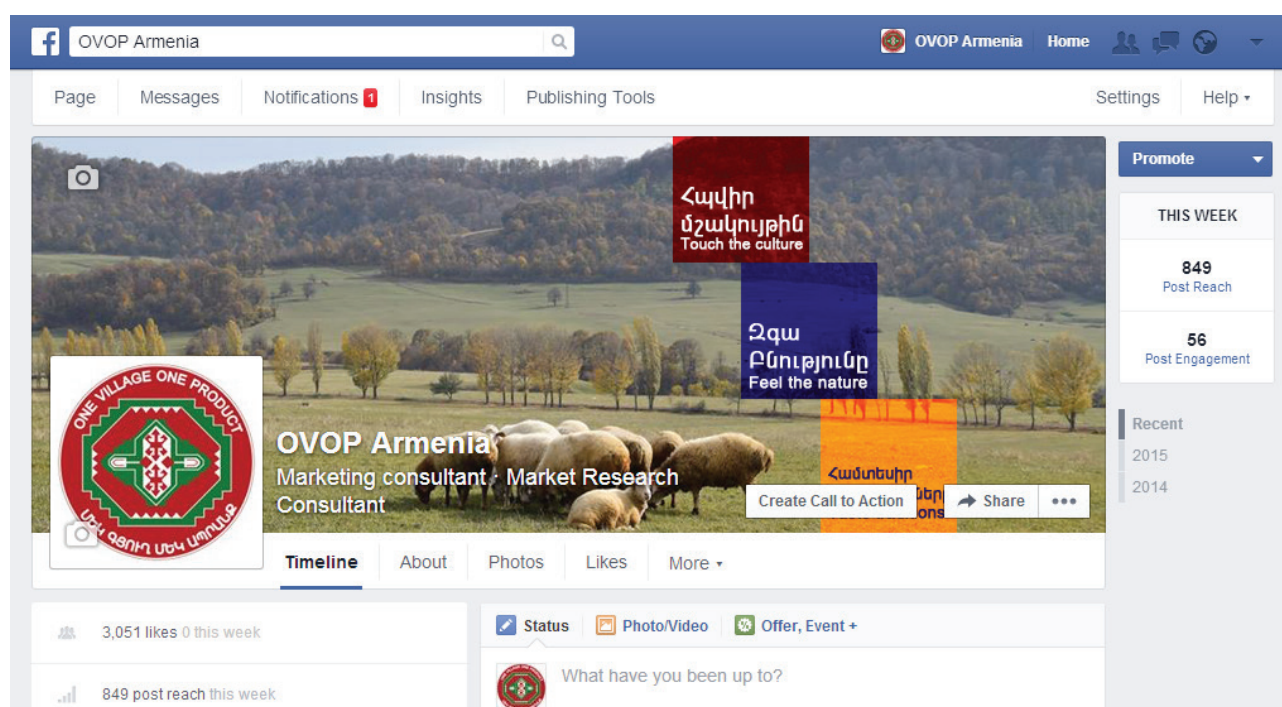 OVOP Armenia
OVOP Armenia Home
Page Messages Notifications 1 Insights Publishing Tools Settings Help
Հպվիր
մշակույթին
Touch the culture
Զգա
Բնությունը
Feel the nature
Համտեսիր
ONE VILLAGE ONE PRODUCT
ՄԵԿ ԳՅՈՒՂ ՄԵԿ ԱՊՐԱՆՔ
OVOP Armenia
Marketing consultant · Market Research
Consultant
Create Call to Action Share
Timeline About Photos Likes More
Promote
THIS WEEK
849
Post Reach
56
Post Engagement
Recent
2015
2014
3,051 likes 0 this week
849 post reach this week
Status Photo/Video Offer, Event +
What have you been up to?